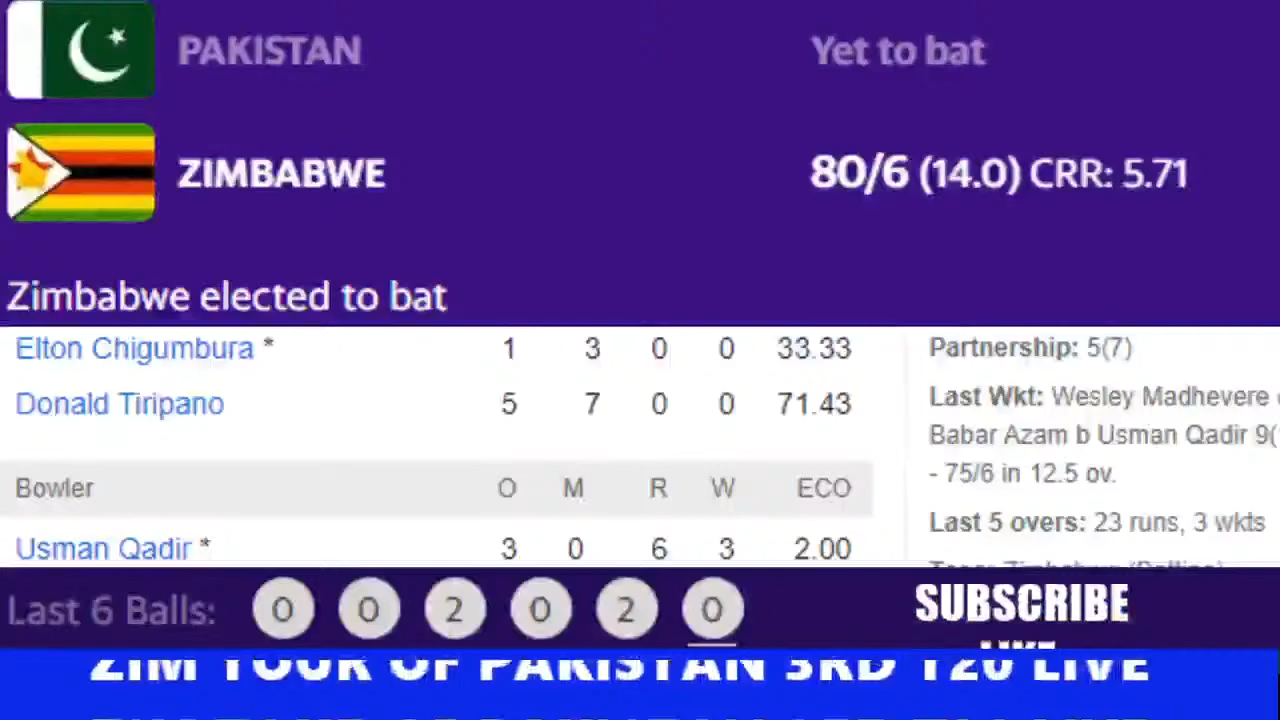 PAKISTAN Yet to bat
ZIMBABWE 80/6 (14.0) CRR: 5.71
Zimbabwe elected to bat
Elton Chigumbura * 1 3 0 0 33.33
Donald Tiripano 5 7 0 0 71.43
Bowler O M R W ECO
Usman Qadir * 3 0 6 3 2.00
Partnership: 5(7)
Last Wkt: Wesley Madhevere
Babar Azam b Usman Qadir 9(
- 75/6 in 12.5 ov.
Last 5 overs: 23 runs, 3 wkts
Last 6 Balls: 0 0 2 0 2 0
SUBSCRIBE
LIKE
ZIM TOUR OF PAKISTAN 3RD T20 LIVE